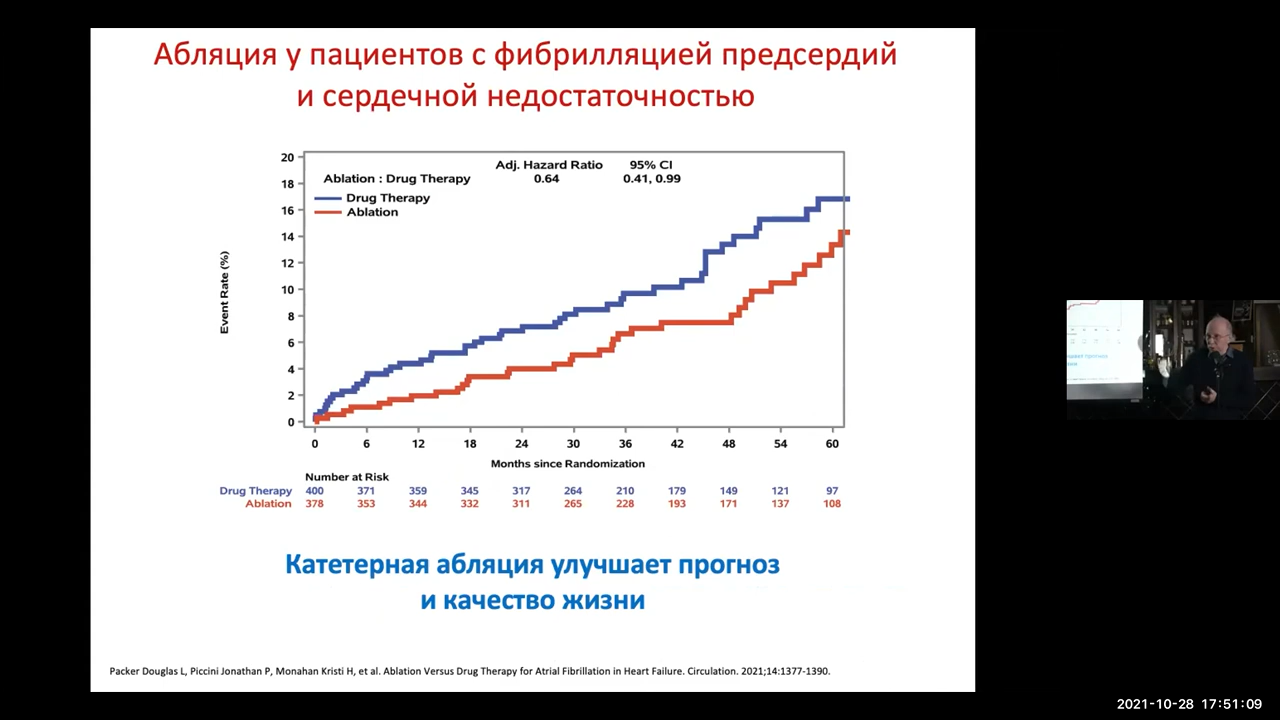 Абляция у пациентов с фибрилляцией предсердий
и сердечной недостаточностью
Adj. Hazard Ratio 95% CI
Ablation : Drug Therapy 0.64 0.41, 0.99
Drug Therapy
Ablation
Event Rate (%)
20
18
16
14
12
10
8
6
4
2
0
0 6 12 18 24 30 36 42 48 54 60
Months since Randomization
Number at Risk
Drug Therapy 400 371 359 345 317 264 210 179 149 121 97
Ablation 378 353 344 332 311 265 228 193 171 137 108
Катетерная абляция улучшает прогноз
и качество жизни
Packer Douglas L, Piccini Jonathan P, Monahan Kristi H, et al. Ablation Versus Drug Therapy for Atrial Fibrillation in Heart Failure. Circulation. 2021;14:1377-1390.
2021-10-28 17:51:09